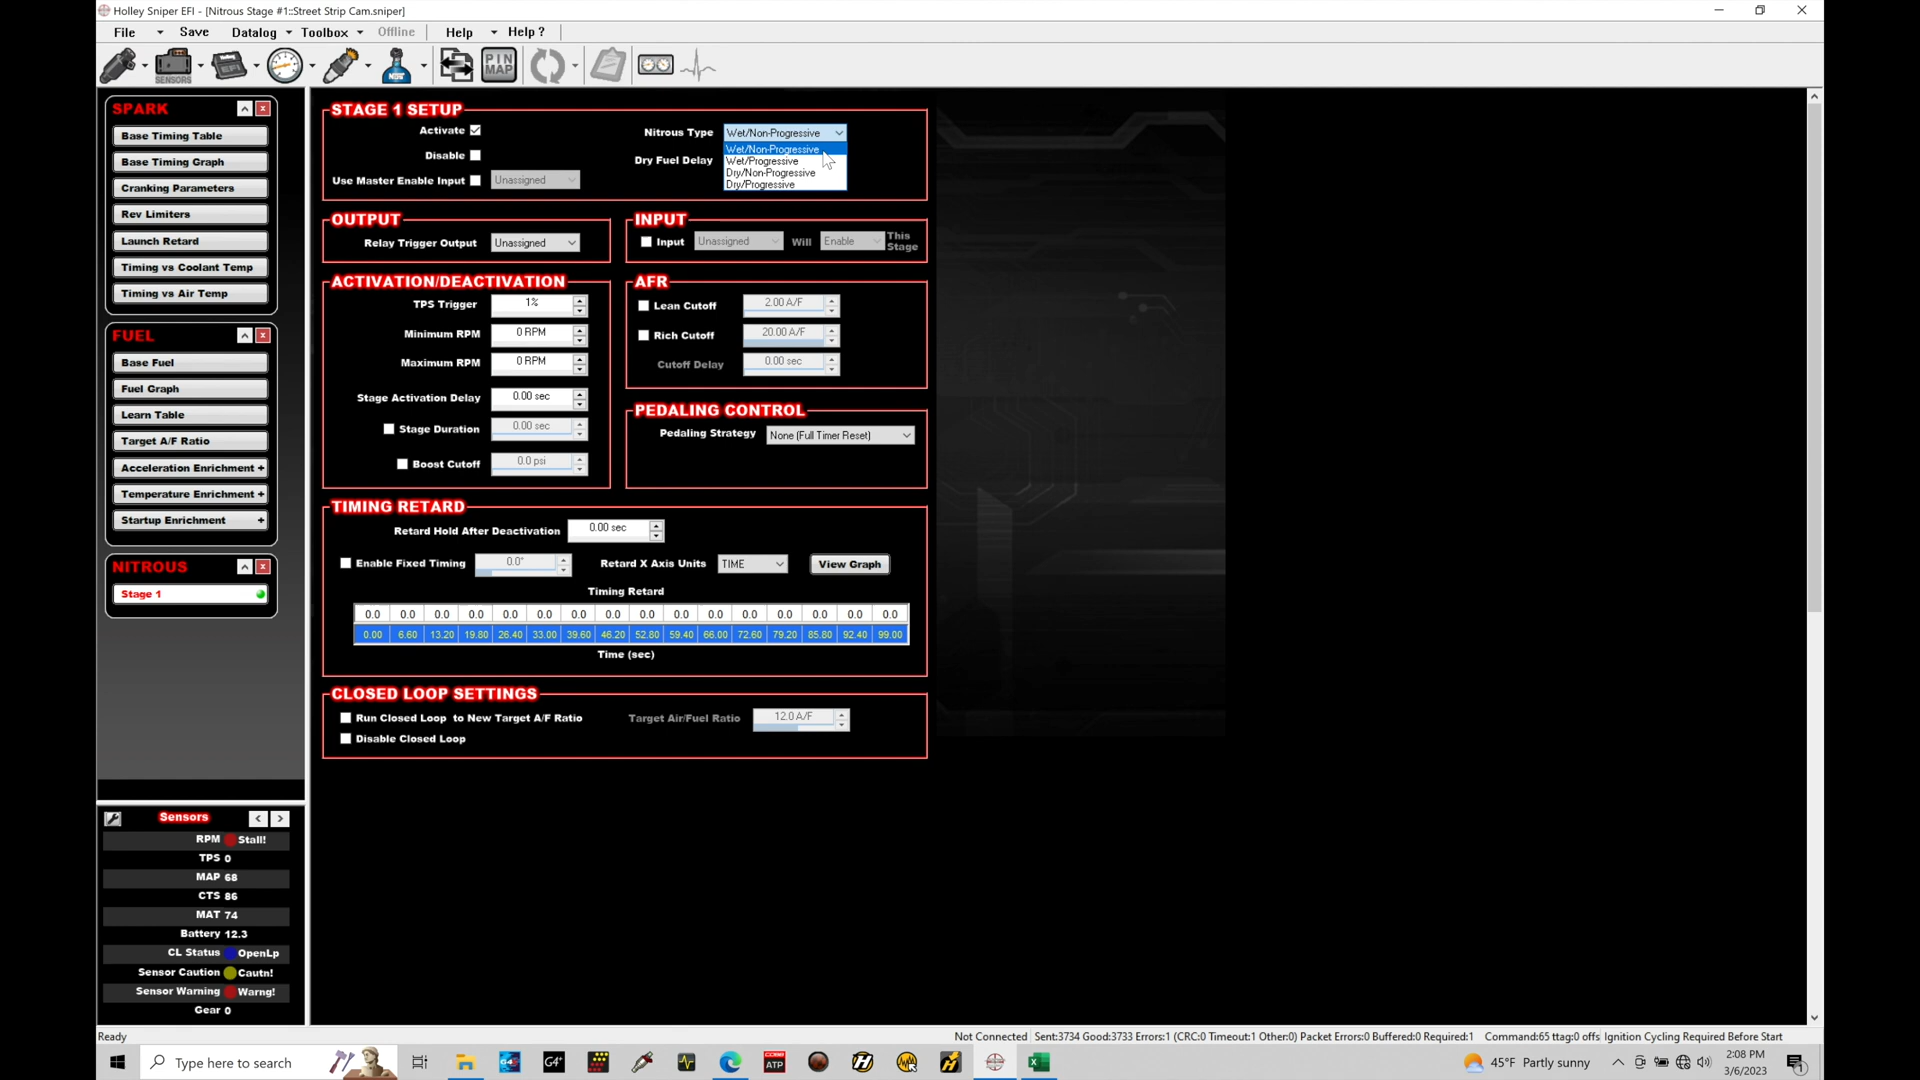 Holley Sniper EFI - [Nitrous Stage #1::Street Strip Cam.sniper]
File Save Datalog Toolbox Offline Help Help ?
SENSORS EFI NEW PIN MAP
SPARK
Base Timing Table
Base Timing Graph
Cranking Parameters
Rev Limiters
Launch Retard
Timing vs Coolant Temp
Timing vs Air Temp
FUEL
Base Fuel
Fuel Graph
Learn Table
Target A/F Ratio
Acceleration Enrichment +
Temperature Enrichment +
Startup Enrichment +
NITROUS
Stage 1
STAGE 1 SETUP
Activate
Disable
Use Master Enable Input Unassigned
Nitrous Type Wet/Non-Progressive
Dry Fuel Delay
Wet/Non-Progressive
Wet/Progressive
Dry/Non-Progressive
Dry/Progressive
OUTPUT
Relay Trigger Output Unassigned
INPUT
Input Unassigned Will Enable This Stage
ACTIVATION/DEACTIVATION
TPS Trigger 1%
Minimum RPM 0 RPM
Maximum RPM 0 RPM
Stage Activation Delay 0.00 sec
Stage Duration 0.00 sec
Boost Cutoff 0.0 psi
AFR
Lean Cutoff 2.00 A/F
Rich Cutoff 20.00 A/F
Cutoff Delay 0.00 sec
PEDALING CONTROL
Pedaling Strategy None (Full Timer Reset)
TIMING RETARD
Retard Hold After Deactivation 0.00 sec
Enable Fixed Timing 0.0° Retard X Axis Units TIME View Graph
Timing Retard
0.0 0.0 0.0 0.0 0.0 0.0 0.0 0.0 0.0 0.0 0.0 0.0 0.0 0.0 0.0 0.0
0.00 6.60 13.20 19.80 26.40 33.00 39.60 46.20 52.80 59.40 66.00 72.60 79.20 85.80 92.40 99.00
Time (sec)
CLOSED LOOP SETTINGS
Run Closed Loop to New Target A/F Ratio Target Air/Fuel Ratio 12.0 A/F
Disable Closed Loop
Sensors < >
RPM Stall!
TPS 0
MAP 68
CTS 86
MAT 74
Battery 12.3
CL Status OpenLp
Sensor Caution Cautn!
Sensor Warning Warng!
Gear 0
Ready Not Connected Sent:3734 Good:3733 Errors:1 (CRC:0 Timeout:1 Other:0) Packet Errors:0 Buffered:0 Required:1 Command:65 ttag:0 offs Ignition Cycling Required Before Start
Type here to search
G4+ ATP
45°F Partly sunny
2:08 PM
3/6/2023
1